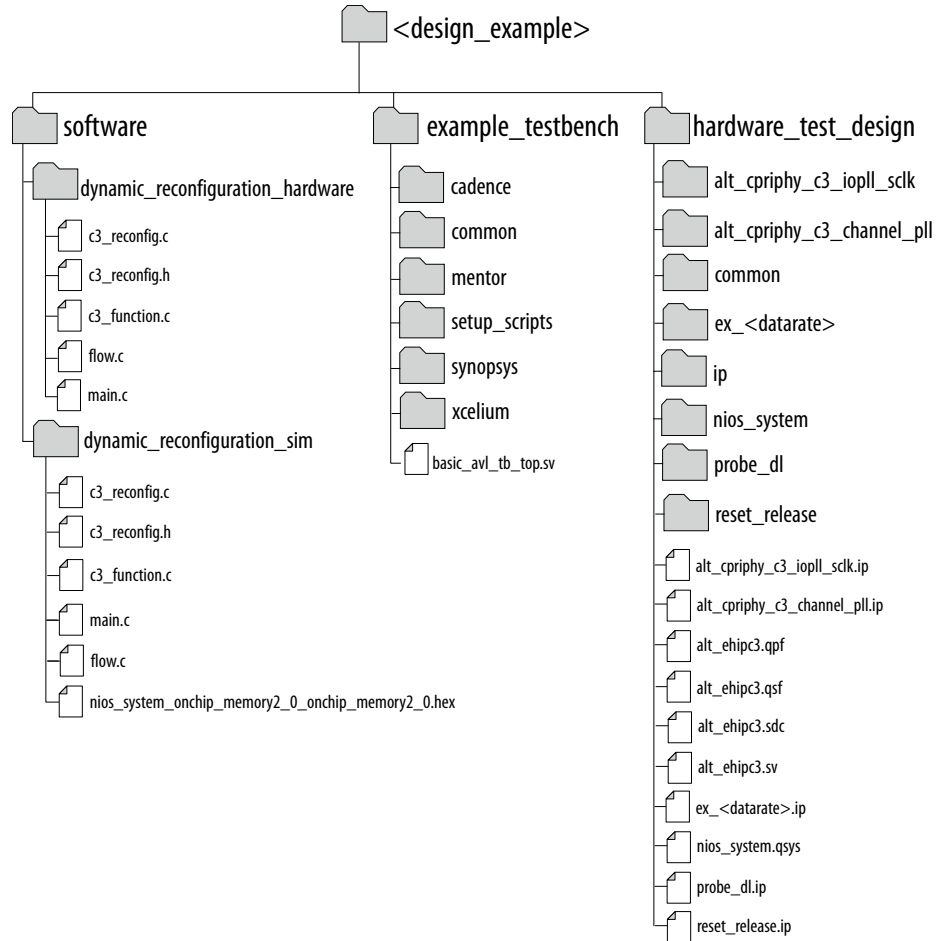 <design_example>
software
dynamic_reconfiguration_hardware
c3_reconfig.c
c3_reconfig.h
c3_function.c
flow.c
main.c
dynamic_reconfiguration_sim
c3_reconfig.c
c3_reconfig.h
c3_function.c
main.c
flow.c
nios_system_onchip_memory2_0_onchip_memory2_0.hex
example_testbench
cadence
common
mentor
setup_scripts
synopsys
xcelium
basic_avl_tb_top.sv
hardware_test_design
alt_cpriphy_c3_iopll_sclk
alt_cpriphy_c3_channel_pll
common
ex_<datarate>
ip
nios_system
probe_dl
reset_release
alt_cpriphy_c3_iopll_sclk.ip
alt_cpriphy_c3_channel_pll.ip
alt_ehipc3.qpf
alt_ehipc3.qsf
alt_ehipc3.sdc
alt_ehipc3.sv
ex_<datarate>.ip
nios_system.qsys
probe_dl.ip
reset_release.ip